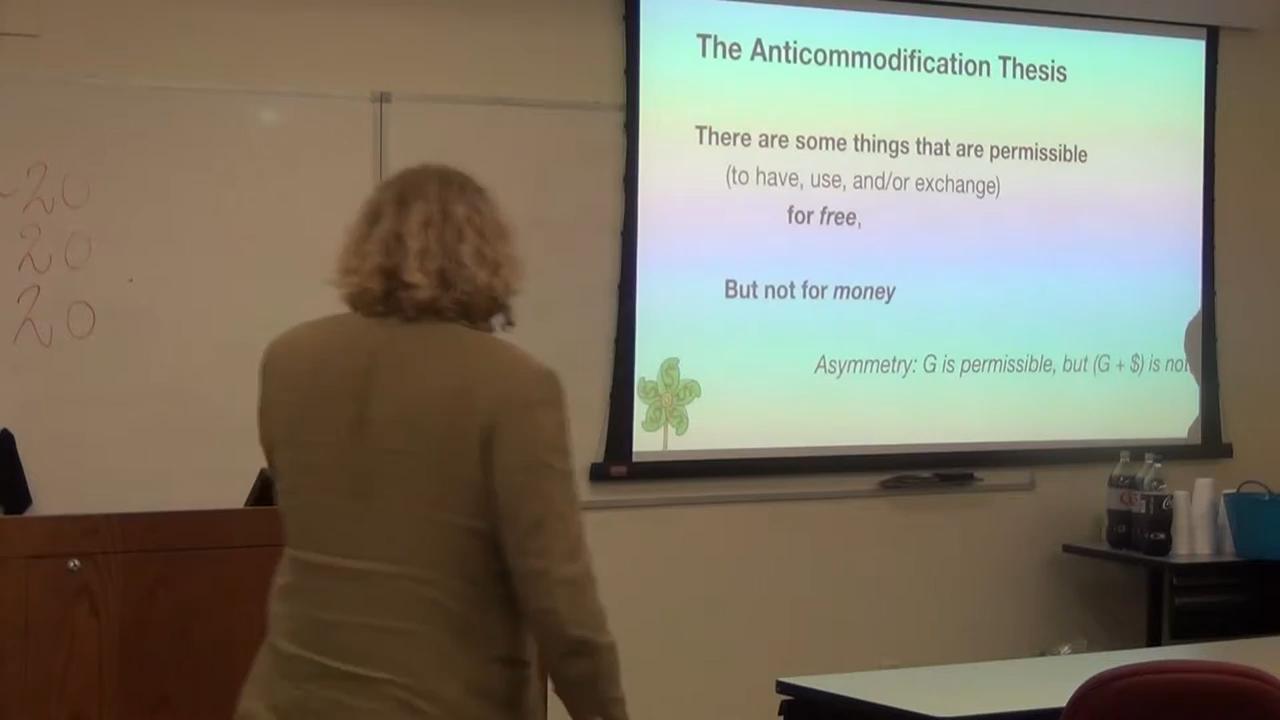 20
20
20
The Anticommodification Thesis
There are some things that are permissible
(to have, use, and/or exchange)
for free,
But not for money
Asymmetry: G is permissible, but (G + $) is not